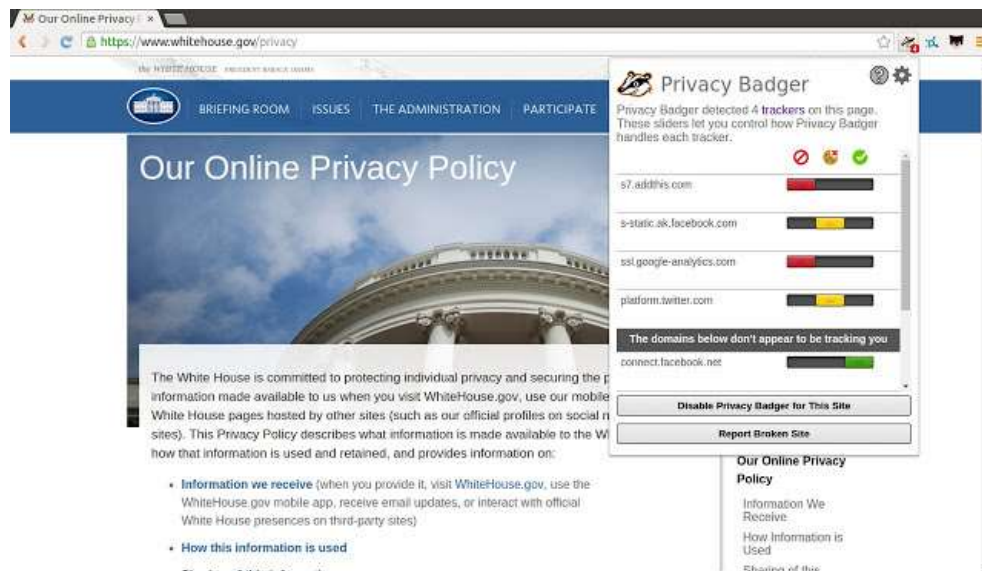 Our Online Privacy
https://www.whitehouse.gov/privacy
the WHITE HOUSE PRESIDENT BARACK OBAMA
BRIEFING ROOM ISSUES THE ADMINISTRATION PARTICIPATE
Our Online Privacy Policy
Privacy Badger
Privacy Badger detected 4 trackers on this page.
These sliders let you control how Privacy Badger
handles each tracker.
s7.addthis.com
s-static.ak.facebook.com
ssl.google-analytics.com
platform.twitter.com
The domains below don't appear to be tracking you
connect.facebook.net
Disable Privacy Badger for This Site
Report Broken Site
The White House is committed to protecting individual privacy and securing the p
information made available to us when you visit WhiteHouse.gov, use our mobile
White House pages hosted by other sites (such as our official profiles on social n
sites). This Privacy Policy describes what information is made available to the W
how that information is used and retained, and provides information on:
• Information we receive (when you provide it, visit WhiteHouse.gov, use the
WhiteHouse.gov mobile app, receive email updates, or interact with official
White House presences on third-party sites)
• How this information is used
Our Online Privacy
Policy
Information We
Receive
How Information is
Used
Sharing of this